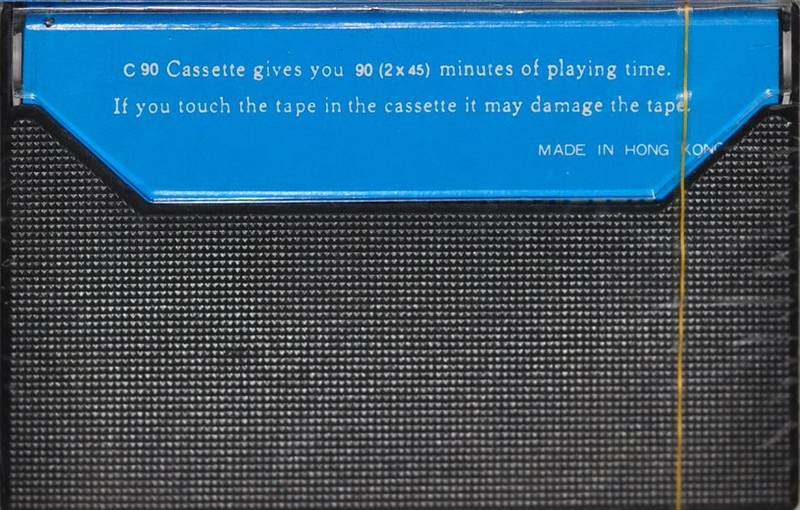 C 90 Cassette gives you 90 (2 x 45) minutes of playing time.
If you touch the tape in the cassette it may damage the tape.
MADE IN HONG KONG